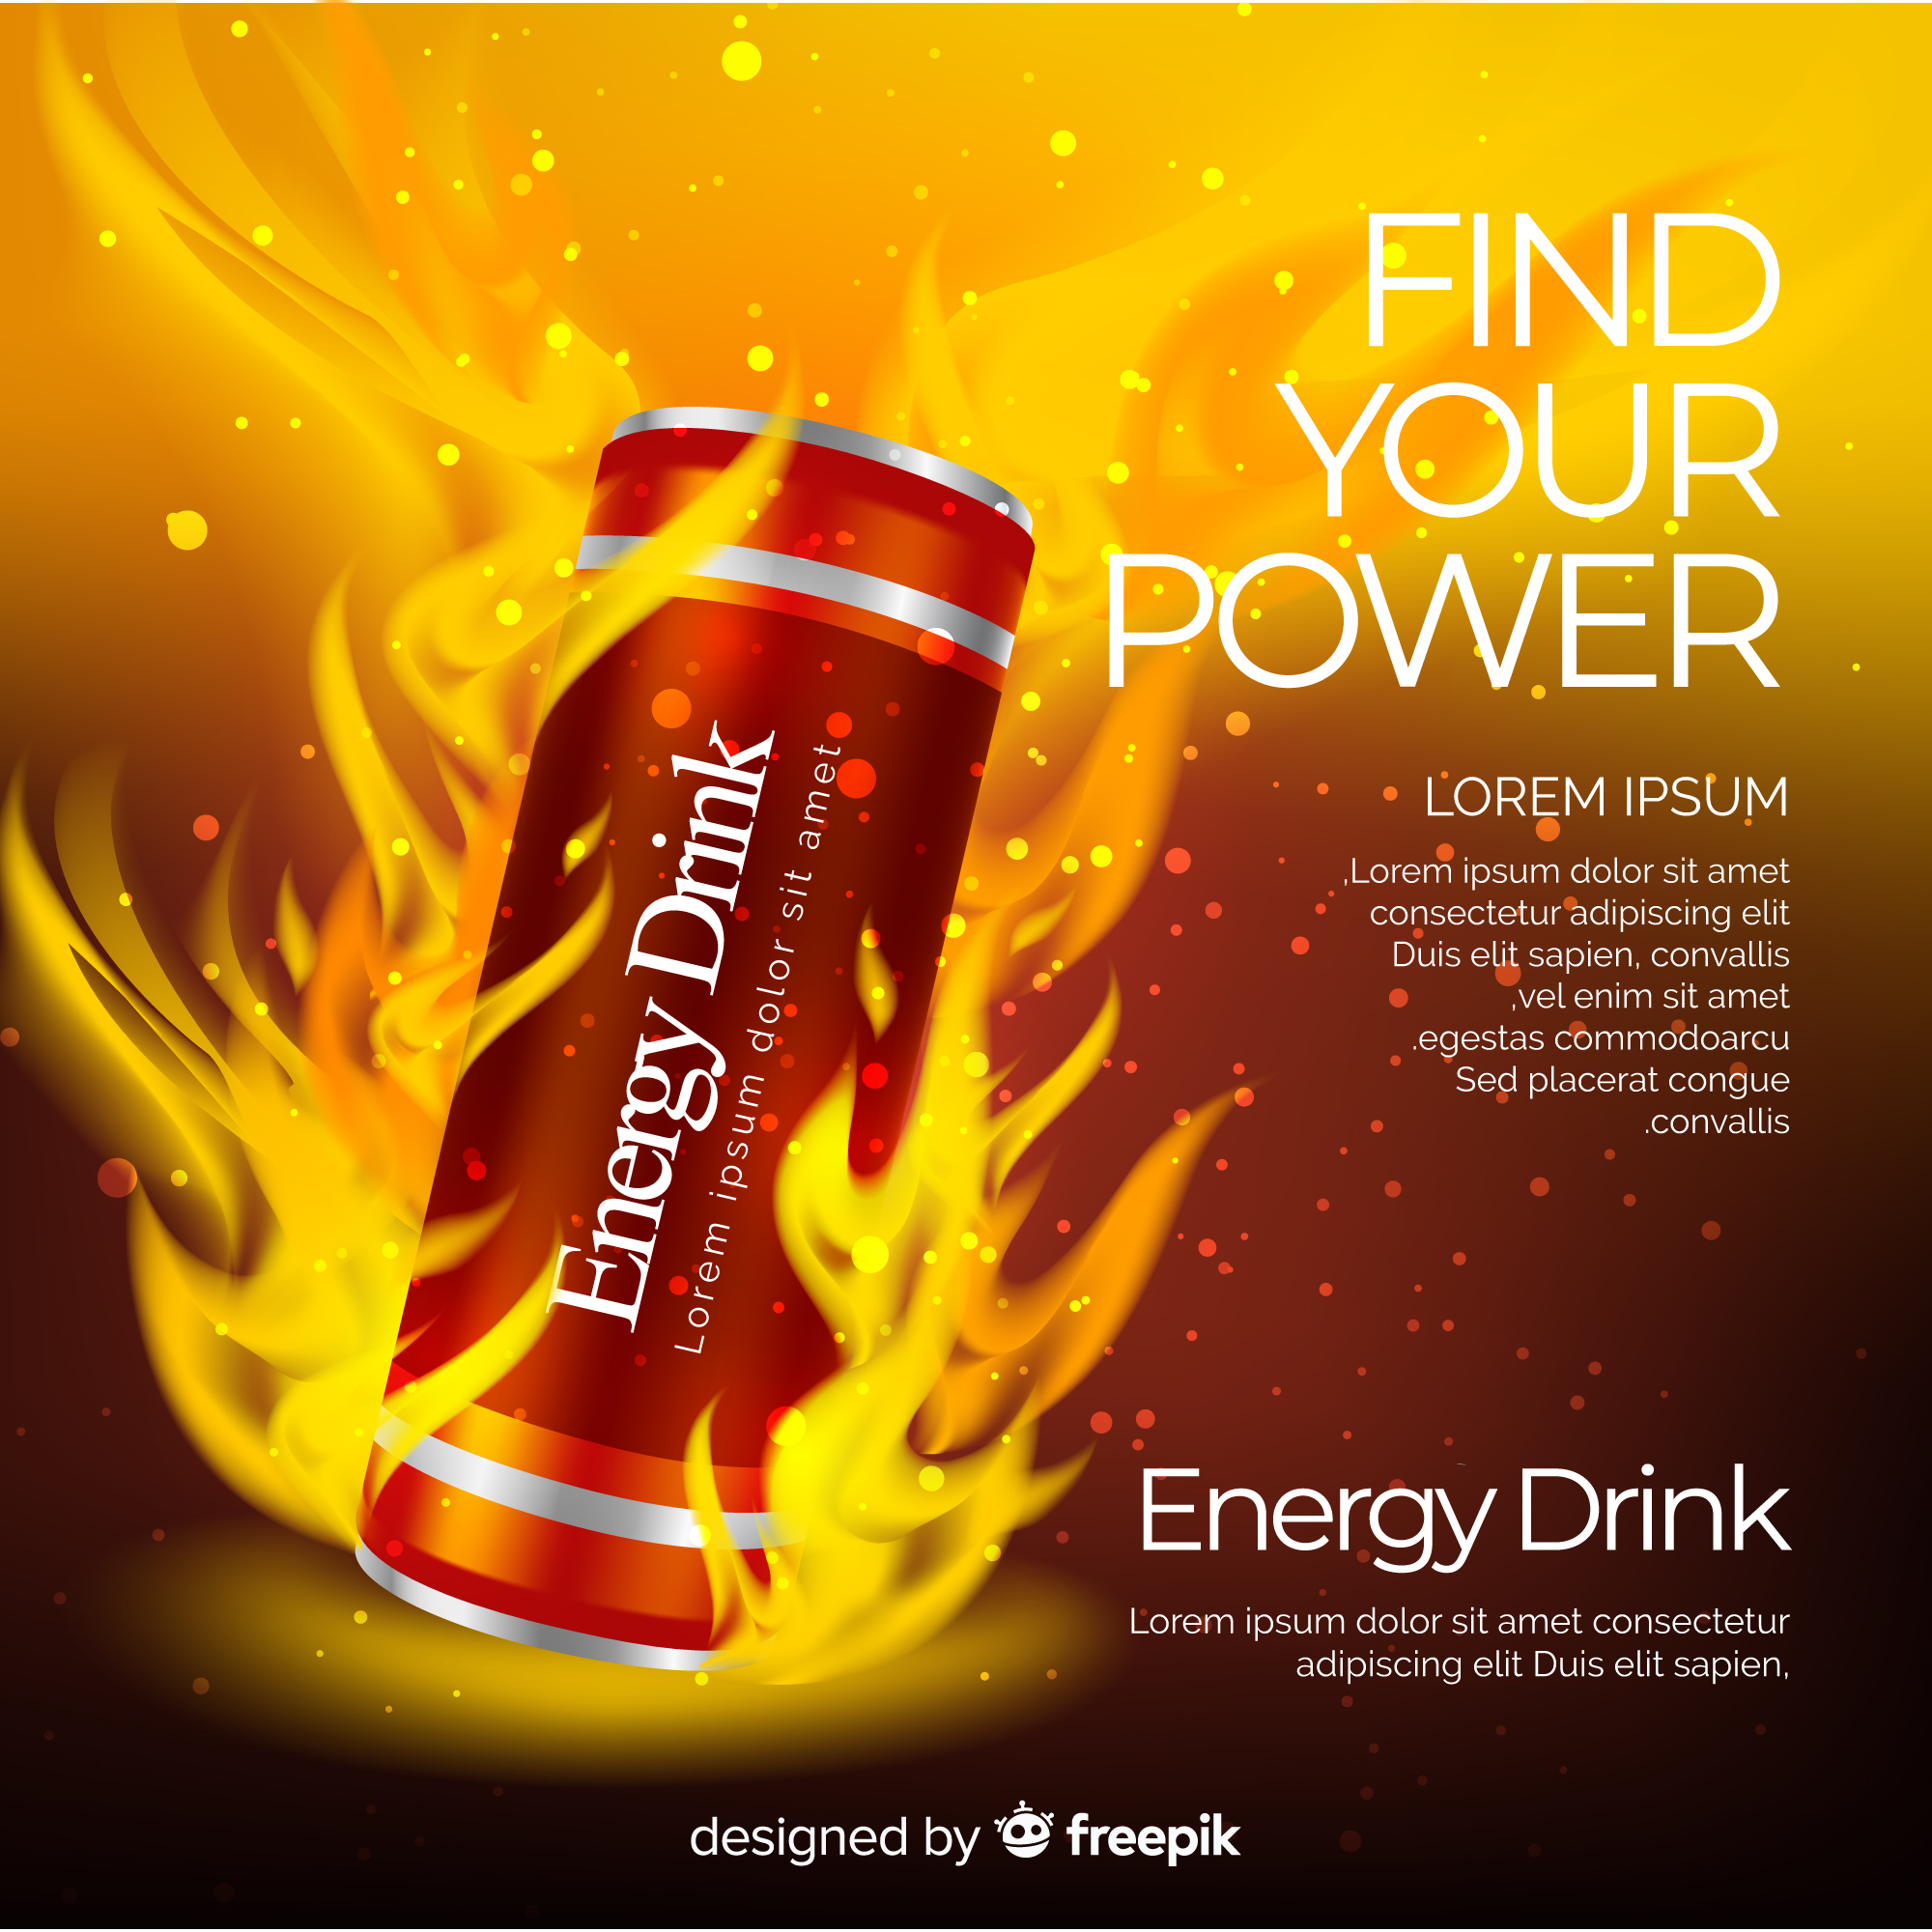 FIND
YOUR
POWER
Energy Drink
Lorem ipsum dolor sit amet
LOREM IPSUM
,Lorem ipsum dolor sit amet
consectetur adipiscing elit
Duis elit sapien, convallis
,vel enim sit amet
.egestas commodoarcu
Sed placerat congue
.convallis
Energy Drink
Lorem ipsum dolor sit amet consectetur
adipiscing elit Duis elit sapien,
designed by freepik